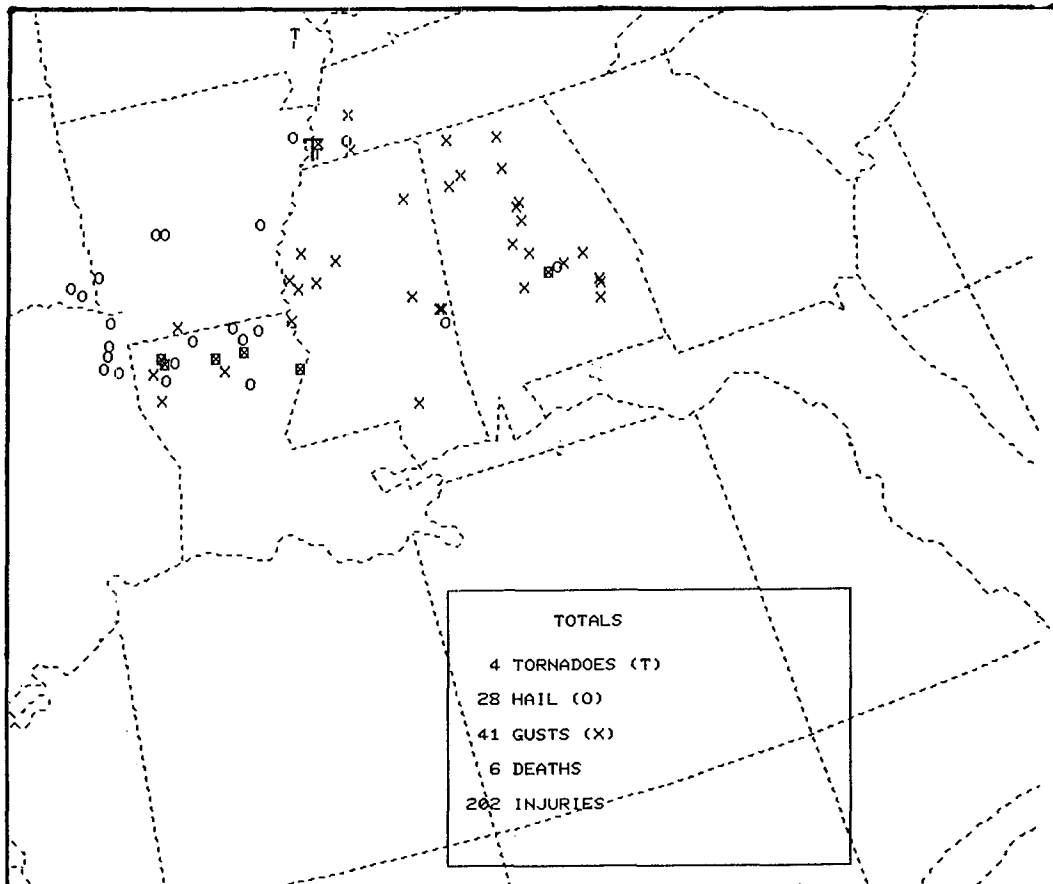 TOTALS
4 TORNADOES (T)
28 HAIL (O)
41 GUSTS (X)
6 DEATHS
202 INJURIES